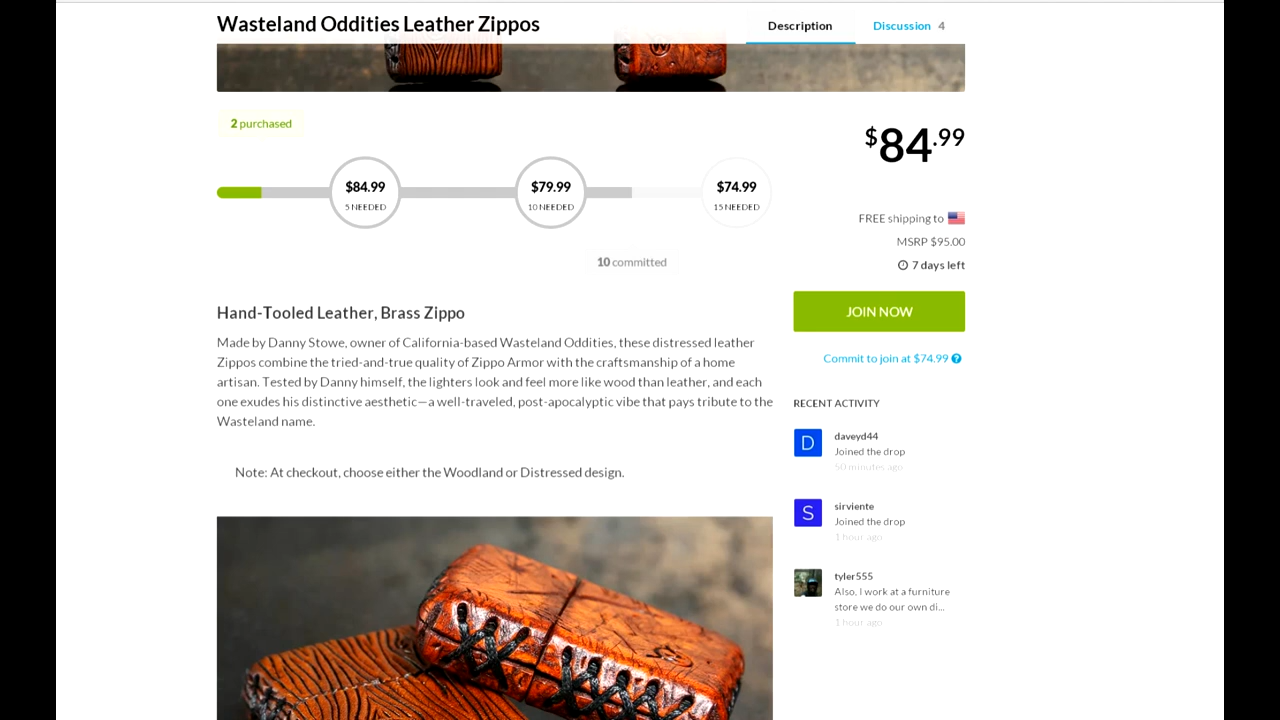 Wasteland Oddities Leather Zippos
Description
Discussion 4
2 purchased
$84.99
5 NEEDED
$79.99
10 NEEDED
$74.99
15 NEEDED
10 committed
$84.99
FREE shipping to
MSRP $95.00
7 days left
JOIN NOW
Commit to join at $74.99 ?
Hand-Tooled Leather, Brass Zippo
Made by Danny Stowe, owner of California-based Wasteland Oddities, these distressed leather
Zippos combine the tried-and-true quality of Zippo Armor with the craftsmanship of a home
artisan. Tested by Danny himself, the lighters look and feel more like wood than leather, and each
one exudes his distinctive aesthetic—a well-traveled, post-apocalyptic vibe that pays tribute to the
Wasteland name.
Note: At checkout, choose either the Woodland or Distressed design.
RECENT ACTIVITY
D
daveyd44
Joined the drop
50 minutes ago
S
sirviente
Joined the drop
1 hour ago
tyler555
Also, I work at a furniture
store we do our own di...
1 hour ago